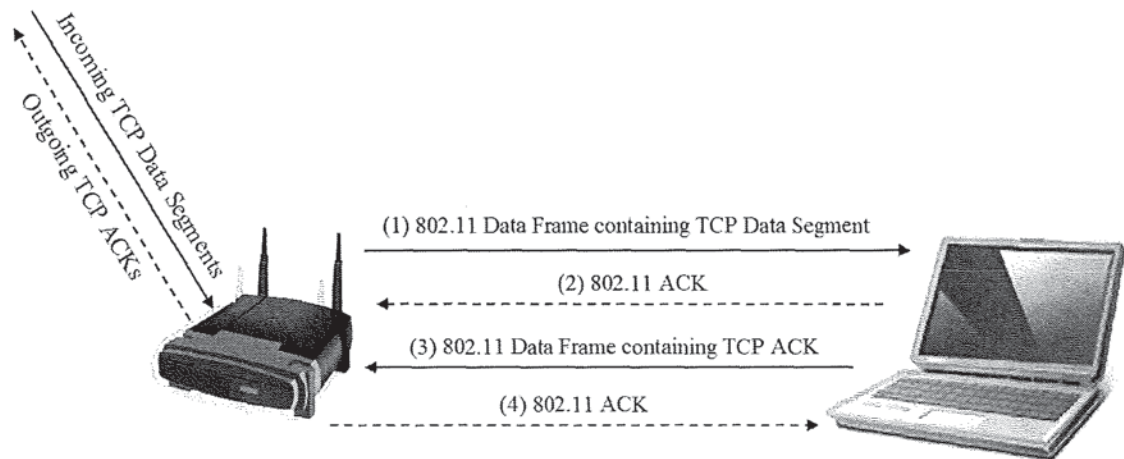 Incoming TCP Data Segments
Outgoing TCP ACKs
(1) 802.11 Data Frame containing TCP Data Segment
(2) 802.11 ACK
(3) 802.11 Data Frame containing TCP ACK
(4) 802.11 ACK